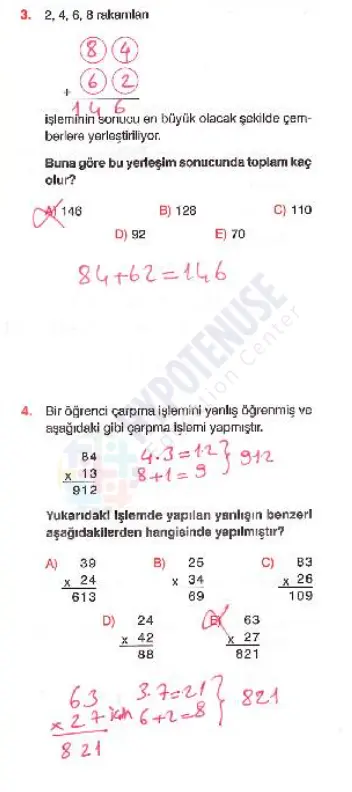 3. 2, 4, 6, 8 rakamları
8 4
+ 6 2
1 4 6
işleminin sonucu en büyük olacak şekilde çem-
berlere yerleştiriliyor.
Buna göre bu yerleşim sonucunda toplam kaç
olur?
A) 146 B) 128 C) 110
D) 92 E) 70
84+62=146
HYPOTENUSE
Education Center
4. Bir öğrenci çarpma işlemini yanlış öğrenmiş ve
aşağıdaki gibi çarpma işlemi yapmıştır.
84
x 13
912
4.3=12
8+1=9
} 912
Yukarıdaki işlemde yapılan yanlışın benzeri
aşağıdakilerden hangisinde yapılmıştır?
A) 39 B) 25 C) 83
x 24 x 34 x 26
613 69 109
D) 24 E) 63
x 42 x 27
88 821
63 3.7=21
x 27 için 6+2=8 } 821
8 21